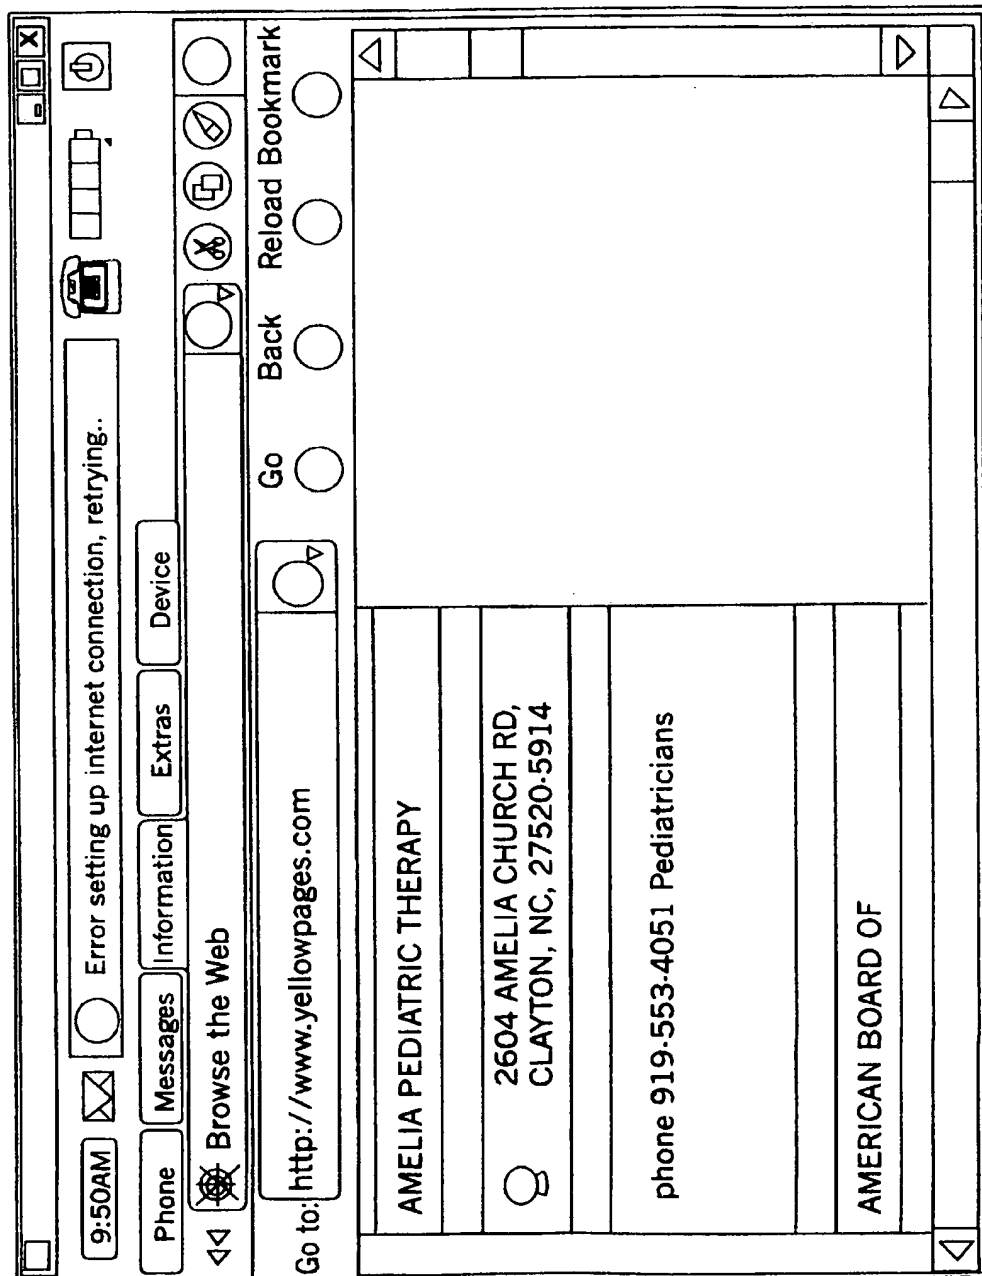 9:50AM
Error setting up internet connection, retrying..
Phone
Messages
Information
Extras
Device
Browse the Web
Go to:
http://www.yellowpages.com
Go
Back
Reload
Bookmark
AMELIA PEDIATRIC THERAPY
2604 AMELIA CHURCH RD,
CLAYTON, NC, 27520-5914
phone 919-553-4051 Pediatricians
AMERICAN BOARD OF